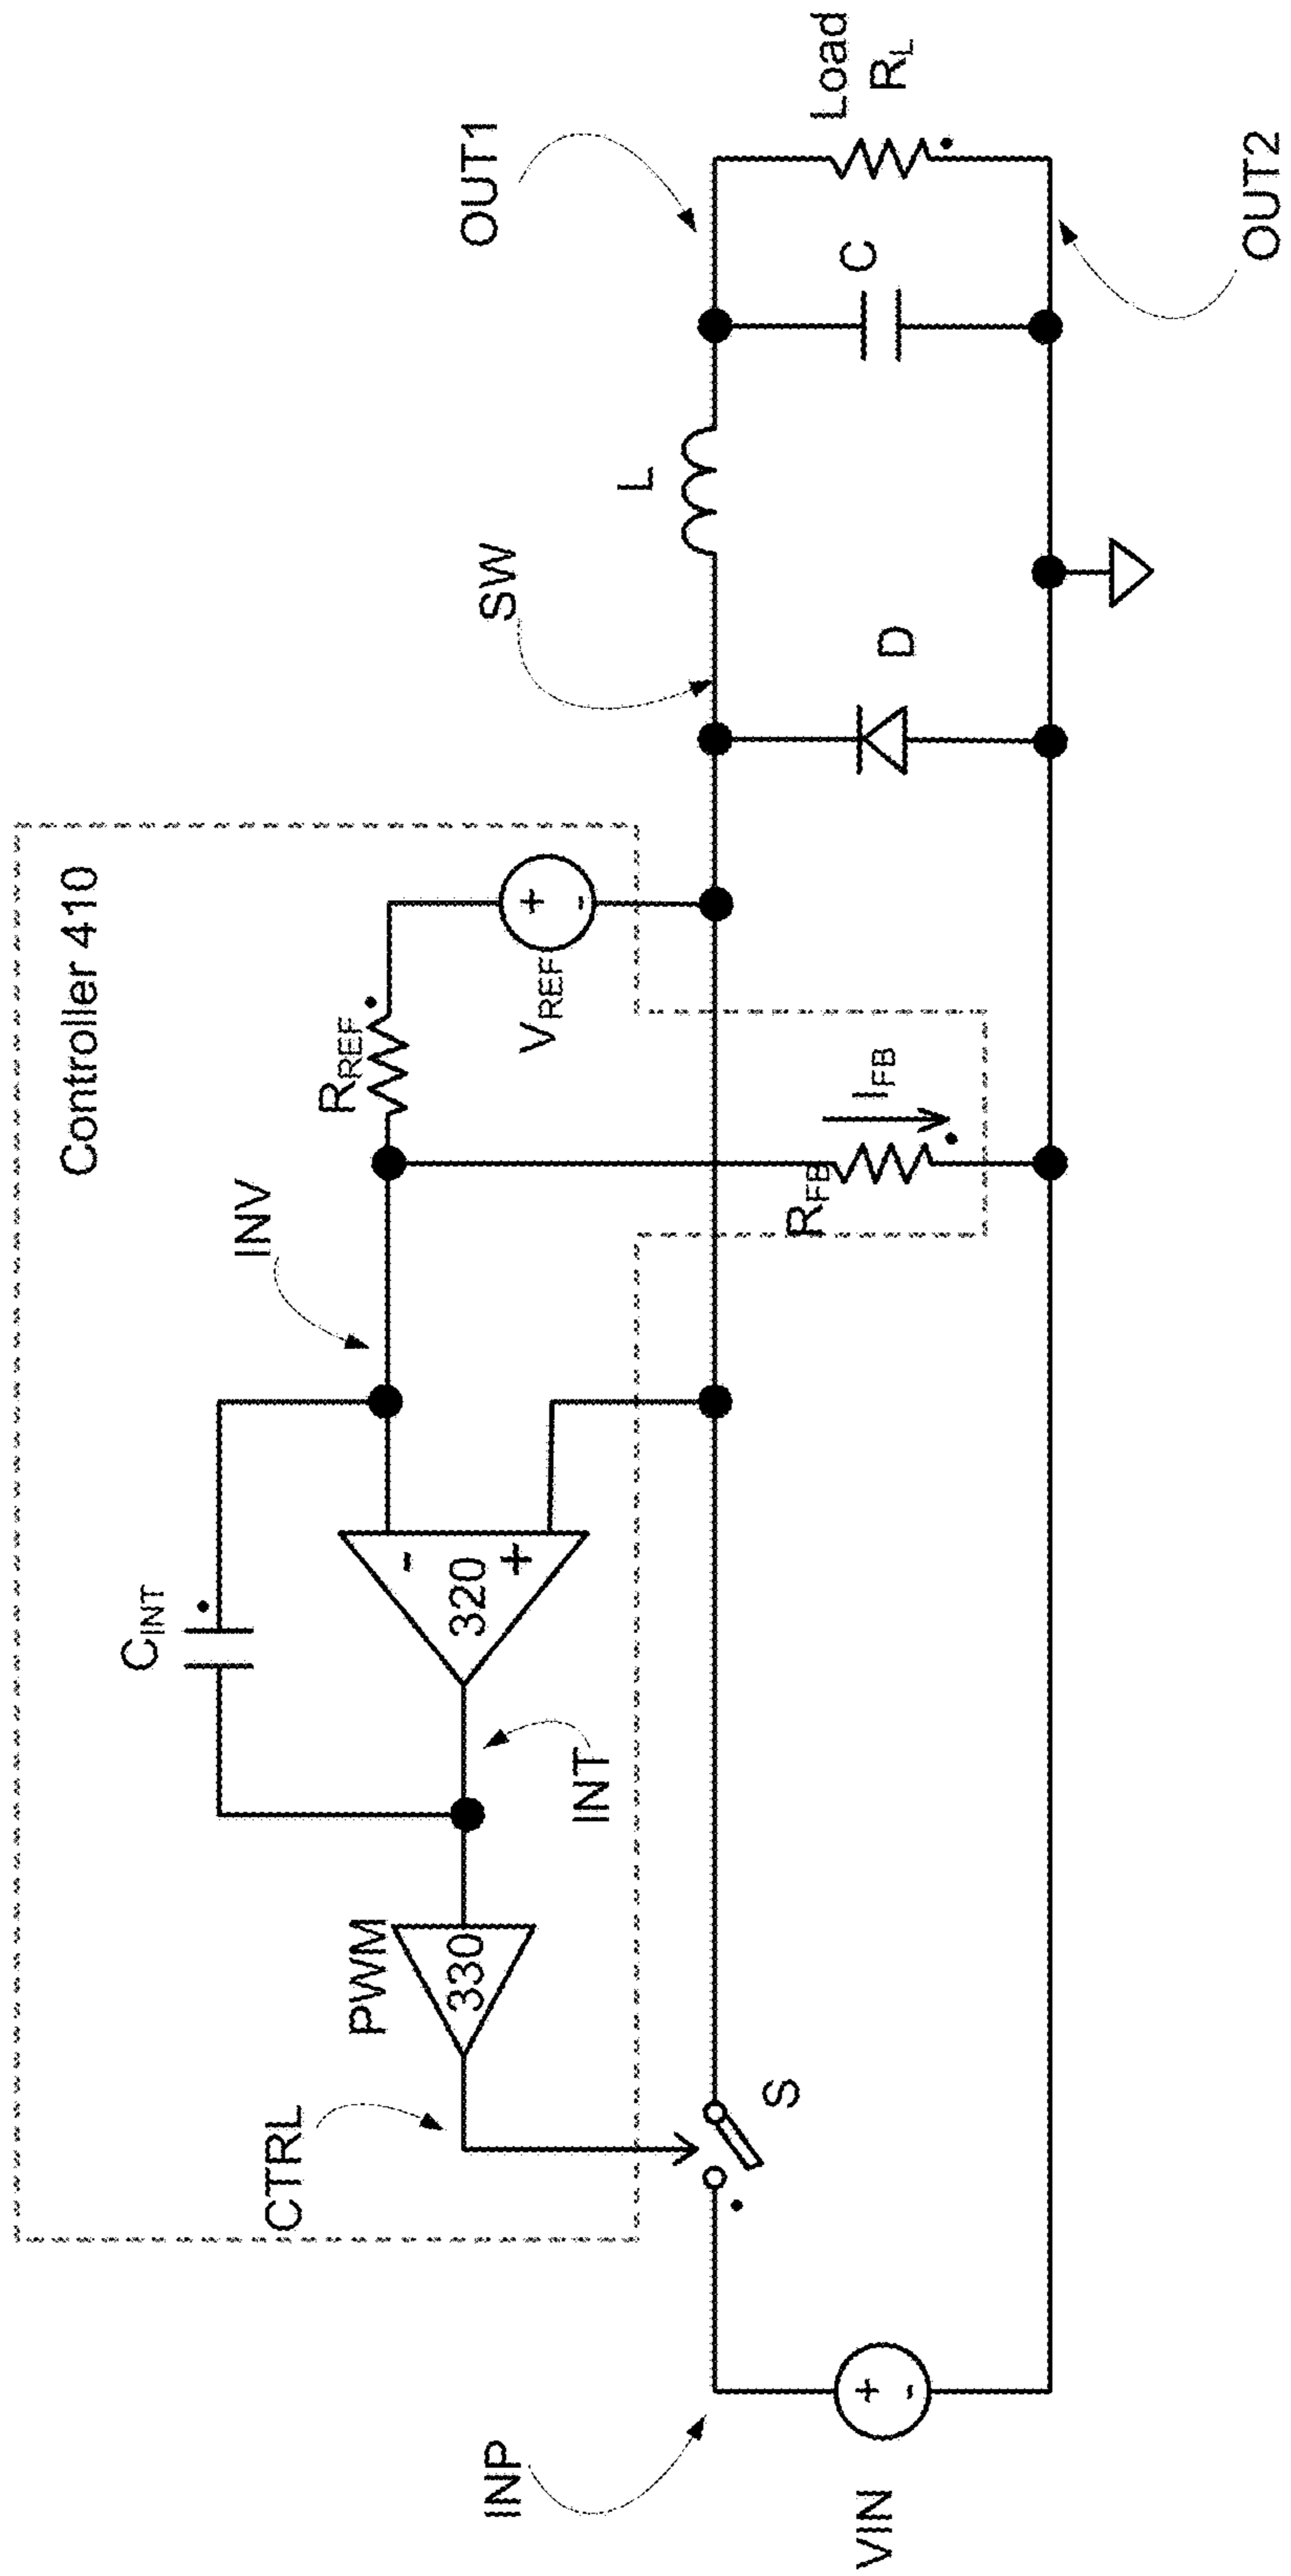 Controller 410
CTRL
PWM
330
INT
C_INT
320
-
+
INV
R_REF
V_REF
+
-
R_FB
I_FB
SW
L
OUT1
INP
VIN
+
-
S
D
C
Load
R_L
OUT2